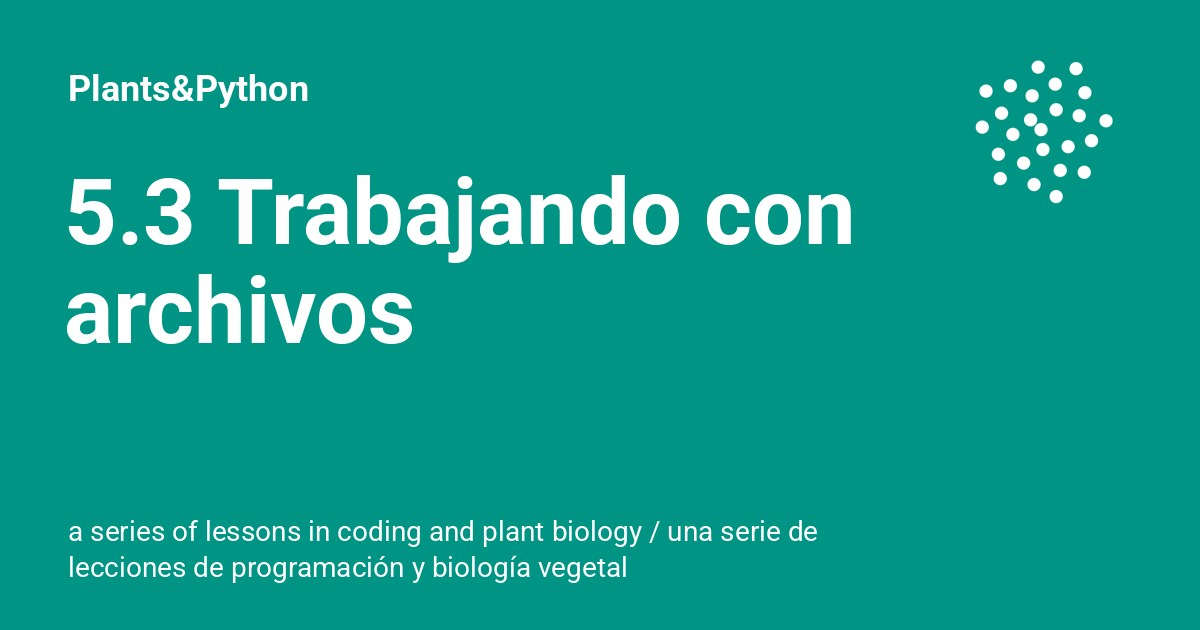 Plants&Python
5.3 Trabajando con
archivos
a series of lessons in coding and plant biology / una serie de
lecciones de programación y biología vegetal